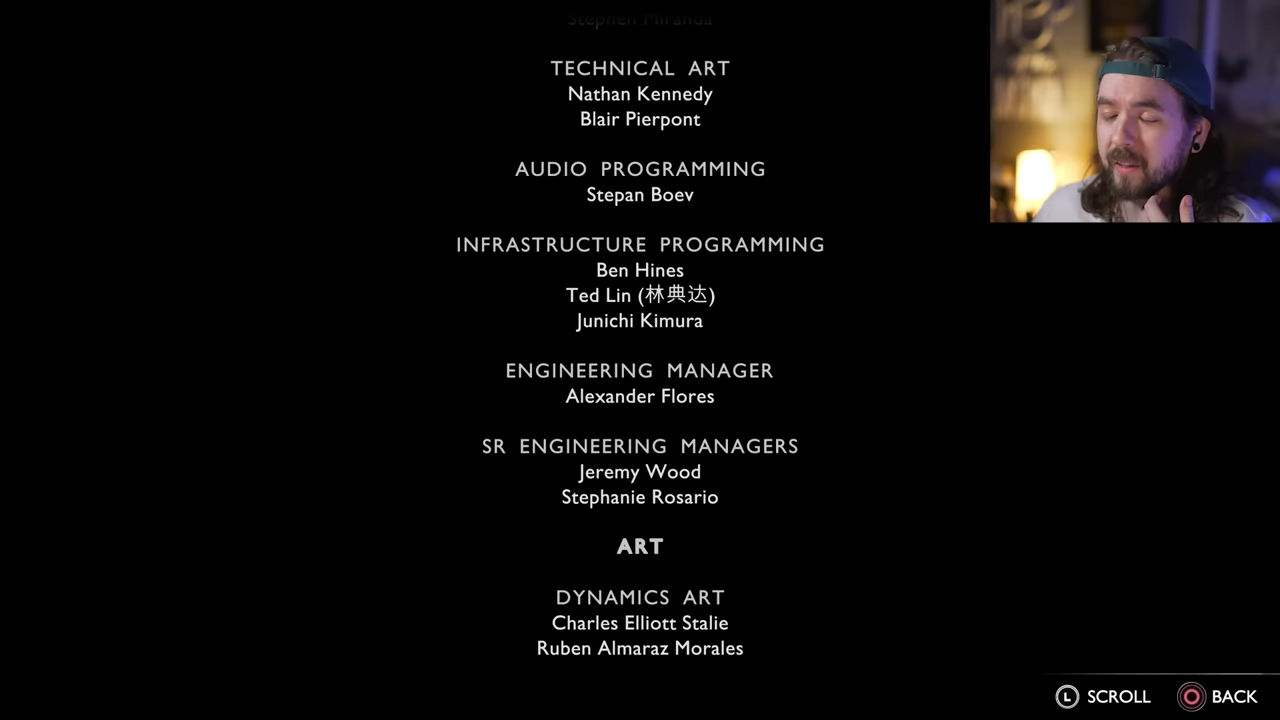 Stephen Miranda
TECHNICAL ART
Nathan Kennedy
Blair Pierpont
AUDIO PROGRAMMING
Stepan Boev
INFRASTRUCTURE PROGRAMMING
Ben Hines
Ted Lin (林典达)
Junichi Kimura
ENGINEERING MANAGER
Alexander Flores
SR ENGINEERING MANAGERS
Jeremy Wood
Stephanie Rosario
ART
DYNAMICS ART
Charles Elliott Stalie
Ruben Almaraz Morales
L SCROLL BACK